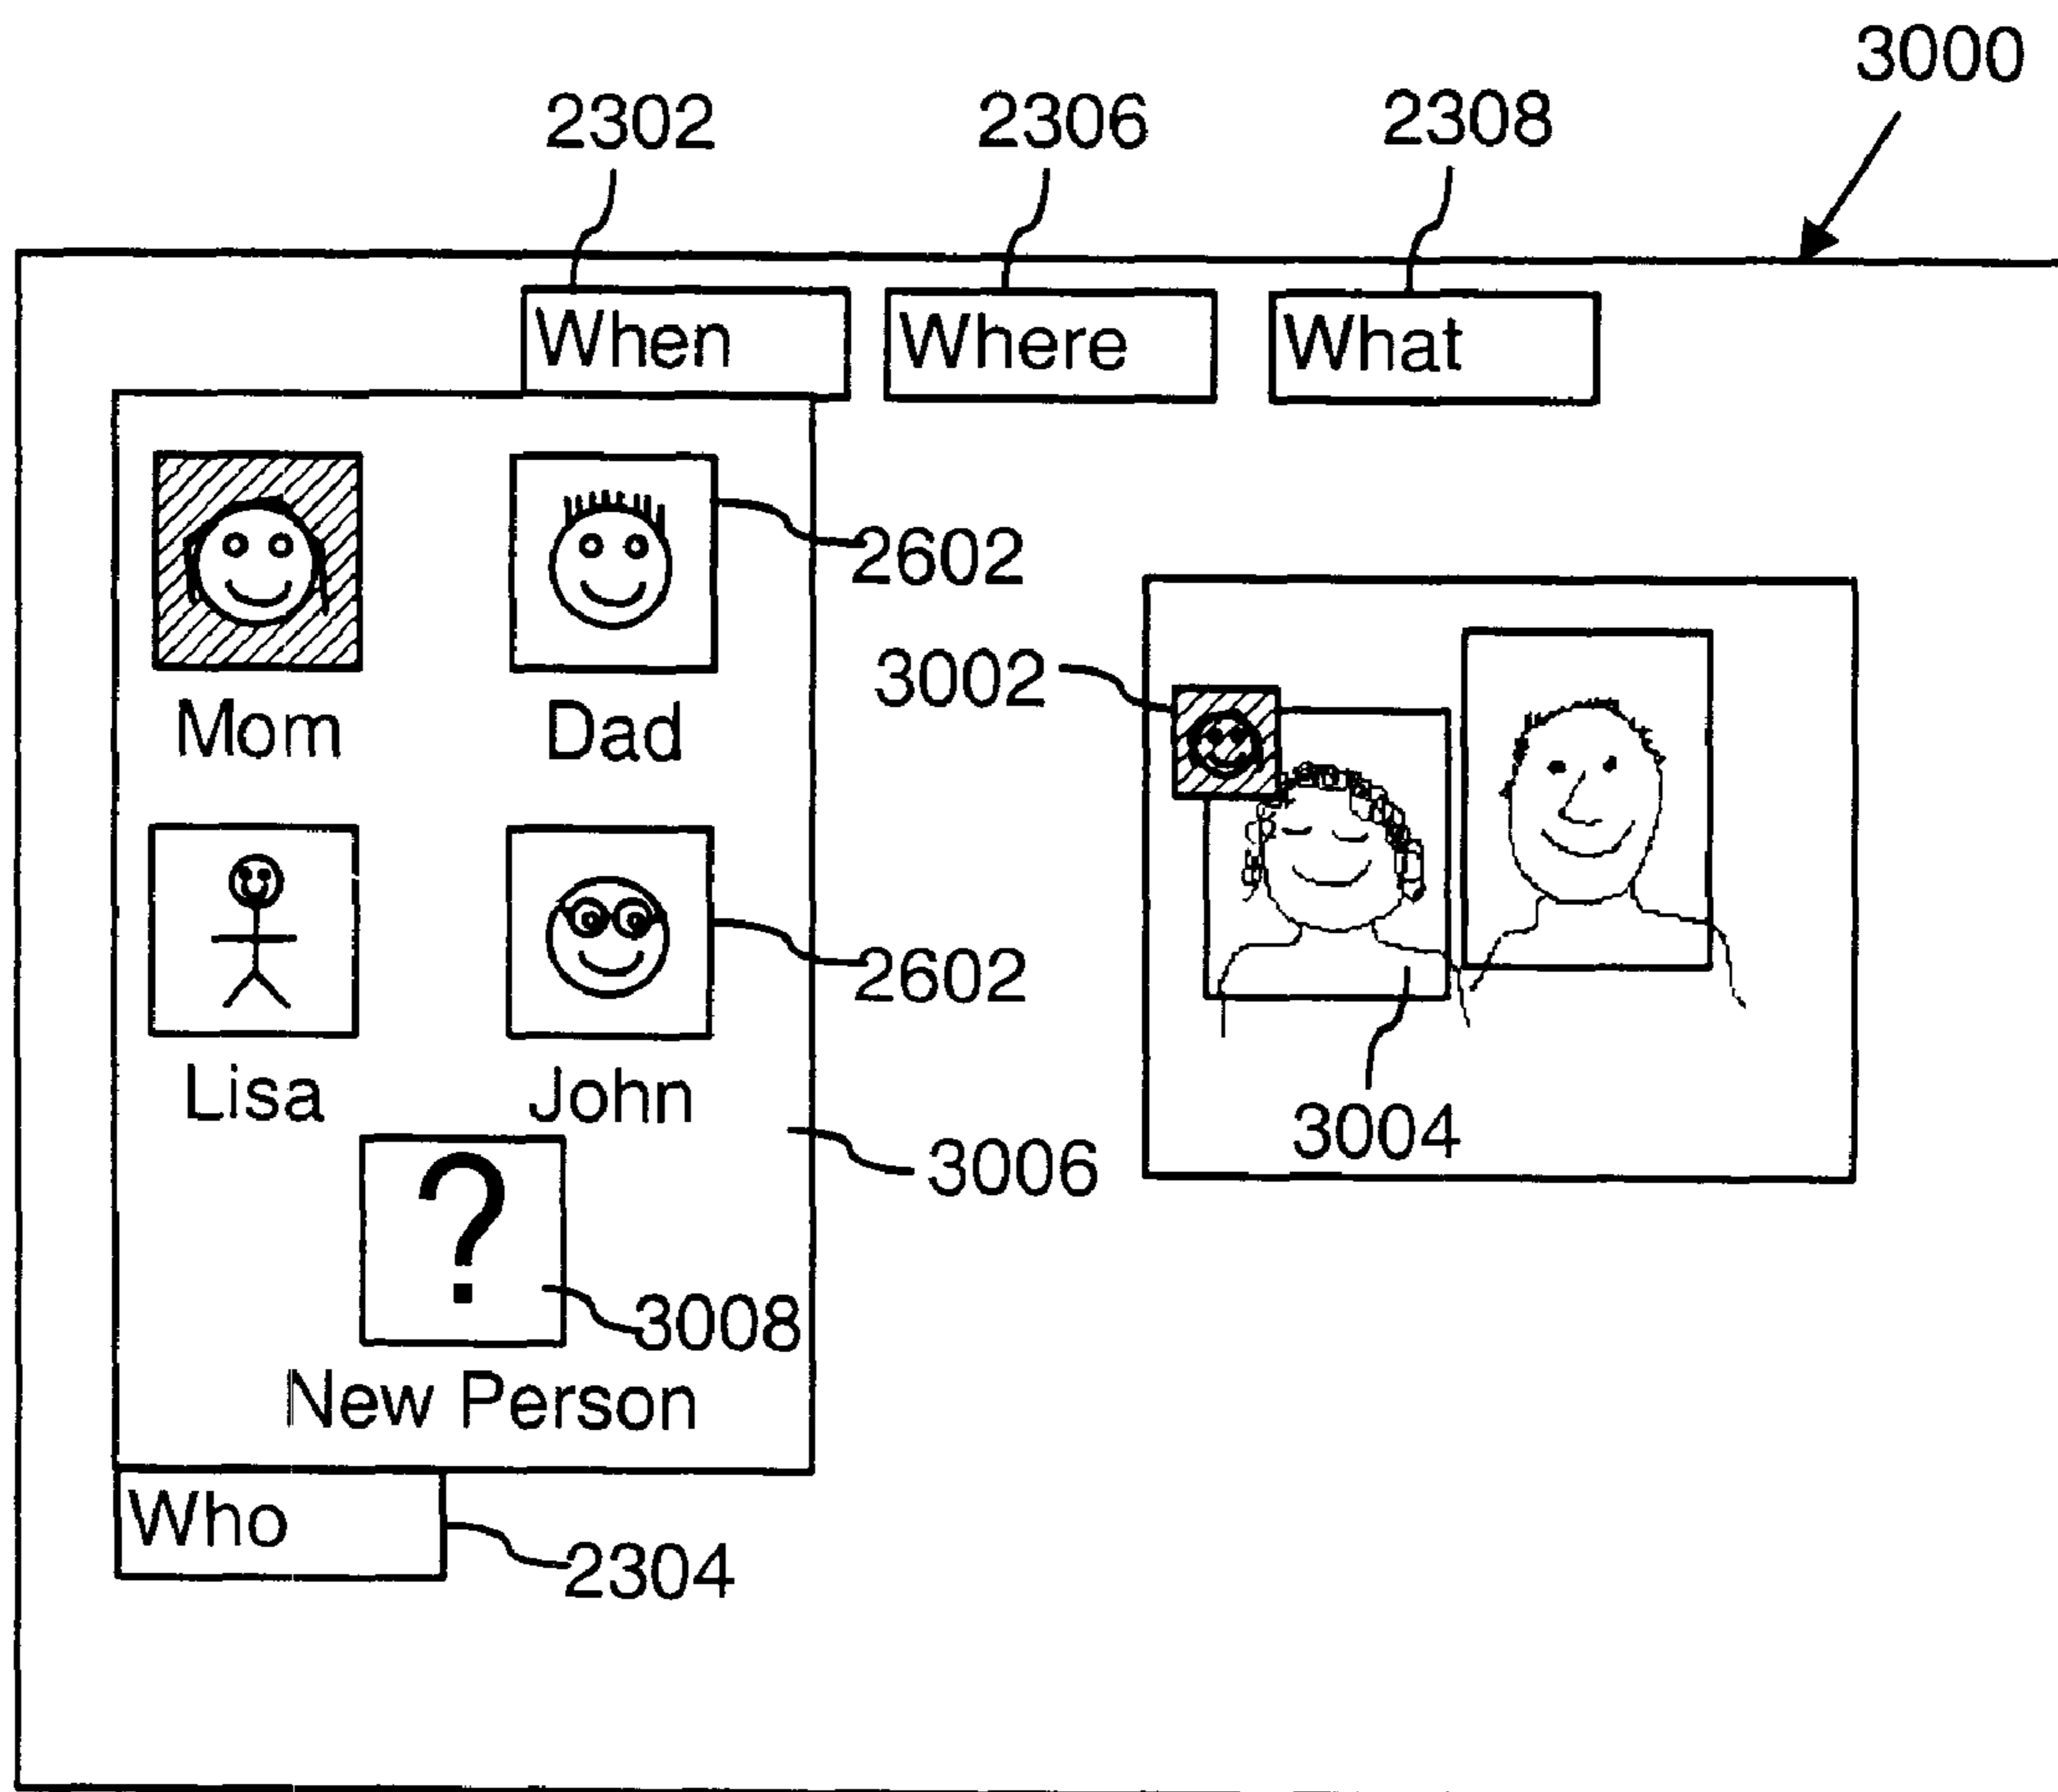 3000
2302 2306 2308
When Where What
2602
3002
Mom Dad
2602
Lisa John
3004
3006
?
3008
New Person
Who
2304